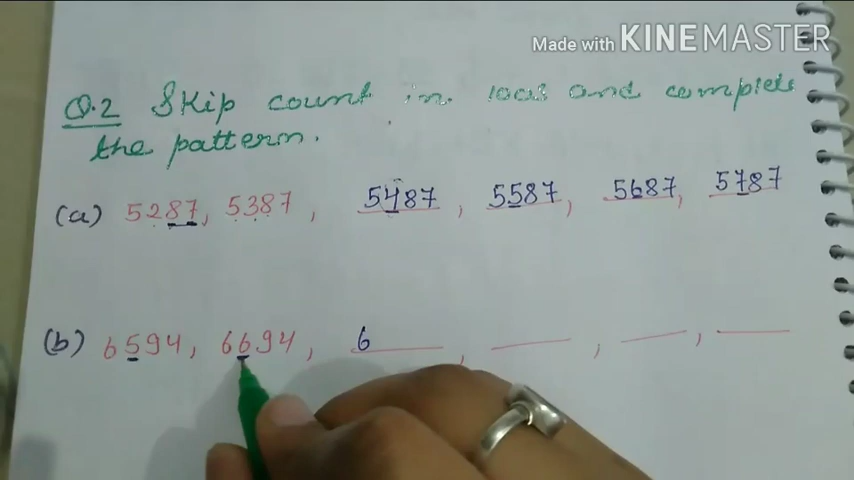 Made with KINEMASTER
Q.2 Skip count in 100s and complete
the pattern.
(a) 5287, 5387, 5487, 5587, 5687, 5787
(b) 6594, 6694, 6